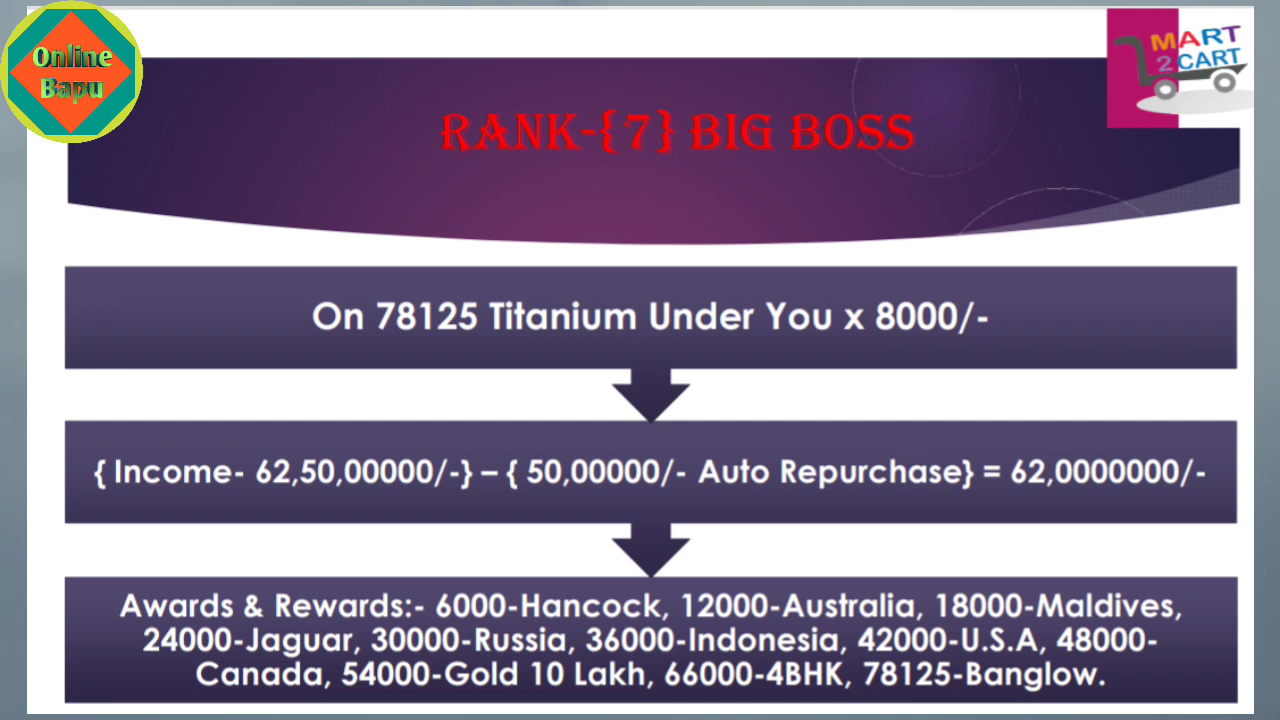 Online
Bapu
MART
2 CART
RANK-{7} BIG BOSS
On 78125 Titanium Under You x 8000/-
{ Income- 62,50,00000/-} – { 50,00000/- Auto Repurchase} = 62,0000000/-
Awards & Rewards:- 6000-Hancock, 12000-Australia, 18000-Maldives,
24000-Jaguar, 30000-Russia, 36000-Indonesia, 42000-U.S.A, 48000-
Canada, 54000-Gold 10 Lakh, 66000-4BHK, 78125-Banglow.